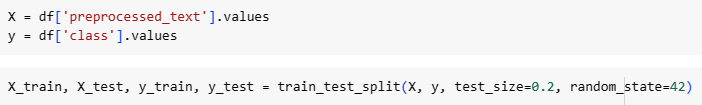 X = df['preprocessed_text'].values
y = df['class'].values
X_train, X_test, y_train, y_test = train_test_split(X, y, test_size=0.2, random_state=42)